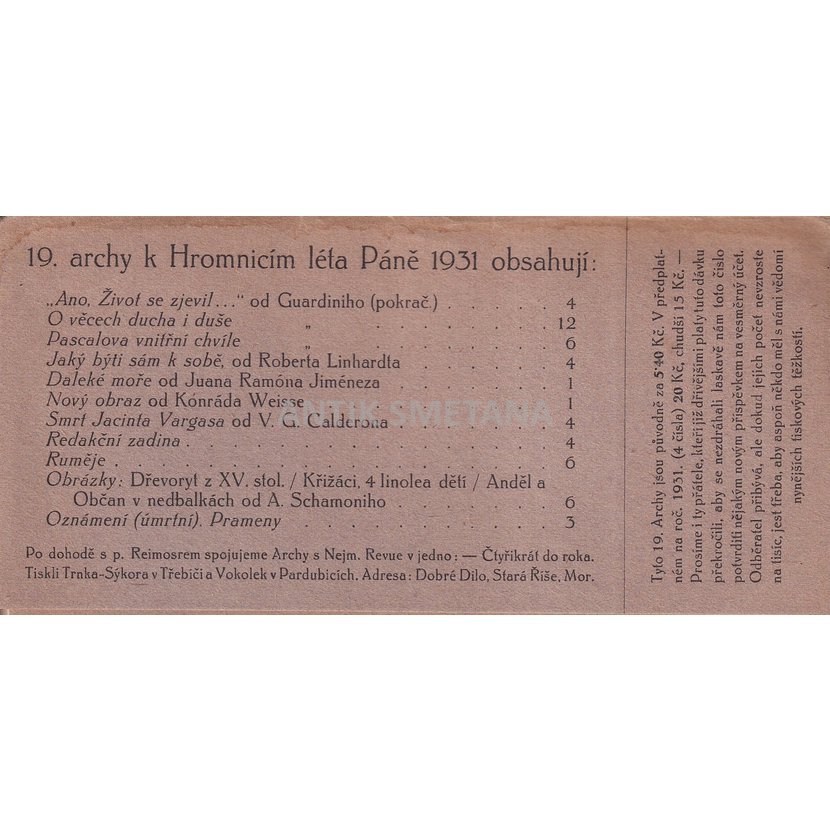 19. archy k Hromnicím léta Páně 1931 obsahují:
„Ano, Život se zjevil...“ od Guardiniho (pokrač.) . . . . . 4
O věcech ducha i duše „ . . . . . . . . 12
Pascalova vnitřní chvíle „ . . . . . . . . 6
Jaký býti sám k sobě, od Roberta Linhardta . . . . . . 4
Daleké moře od Juana Ramóna Jiméneza . . . . . . . 1
Nový obraz od Konráda Weisse . . . . . . . . . 1
Smrt Jacinta Vargasa od V. G. Calderona . . . . . . . 4
Redakční zadina . . . . . . . . . . . . . . 4
Ruměje . . . . . . . . . . . . . . . . . 6
Obrázky: Dřevoryt z XV. stol. / Křižáci, 4 linolea dětí / Anděl a
Občan v nedbalkách od A. Schamoniho . . . . . . 6
Oznámení (úmrtní). Prameny . . . . . . . . . . 3
Po dohodě s p. Reimosrem spojujeme Archy s Nejm. Revue v jedno: — Čtyřikrát do roka.
Tiskli Trnka-Sýkora v Třebíči a Vokolek v Pardubicích. Adresa: Dobré Dílo, Stará Říše, Mor.
Tyto 19. Archy jsou původně za 5'40 Kč. V předplat-
ném na roč. 1931. (4 čísla) 20 Kč, chudší 15 Kč, —
Prosíme i ty přátele, kteří již dřívějšími platy tuto dávku
překročili, aby se nezdráhali laskavě nám toto číslo
potvrditi nějakým novým příspěvkem na vesměrný účet.
Odběratel přibývá, ale dokud jejich počet nevzroste
na tisíc, jest třeba, aby aspoň někdo měl s námi vědomí
nynějších tiskových těžkostí.
ANTIK SMETANA